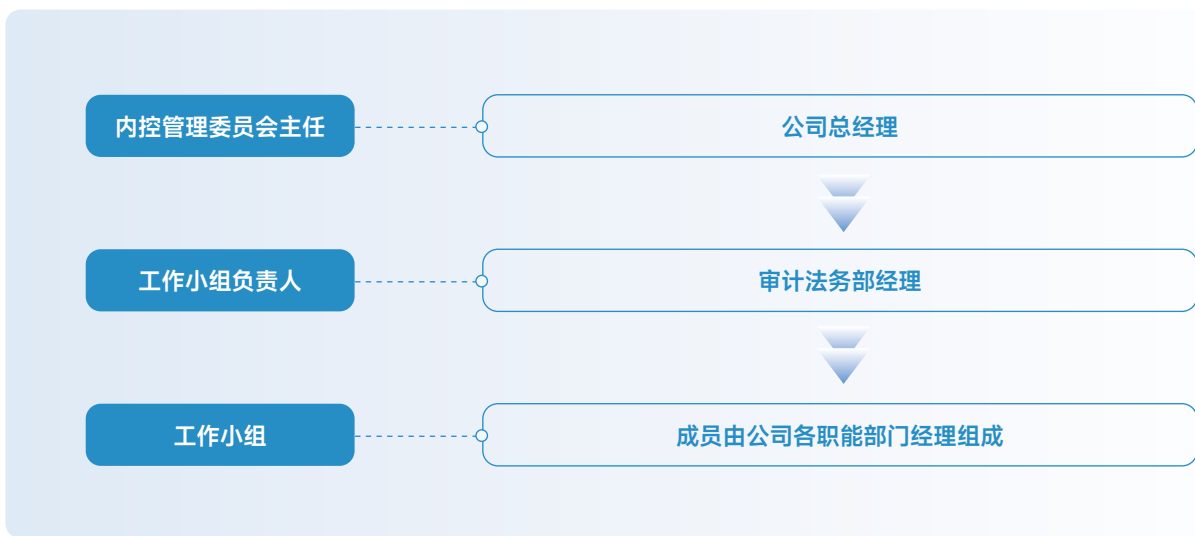 内控管理委员会主任
公司总经理
工作小组负责人
审计法务部经理
工作小组
成员由公司各职能部门经理组成